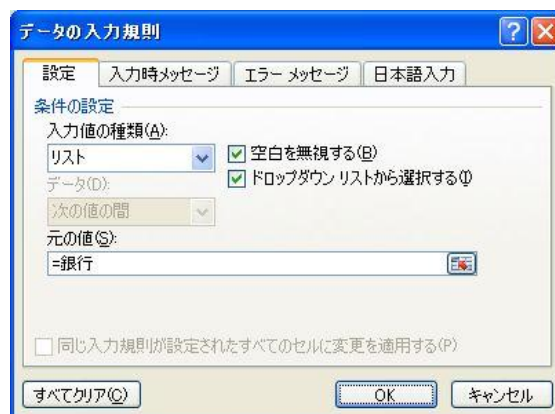 データの入力規則
設定 入力時メッセージ エラー メッセージ 日本語入力
条件の設定
入力値の種類(A):
リスト
空白を無視する(B)
データ(D):
ドロップダウン リストから選択する(I)
次の値の間
元の値(S):
=銀行
同じ入力規則が設定されたすべてのセルに変更を適用する(P)
すべてクリア(C) OK キャンセル